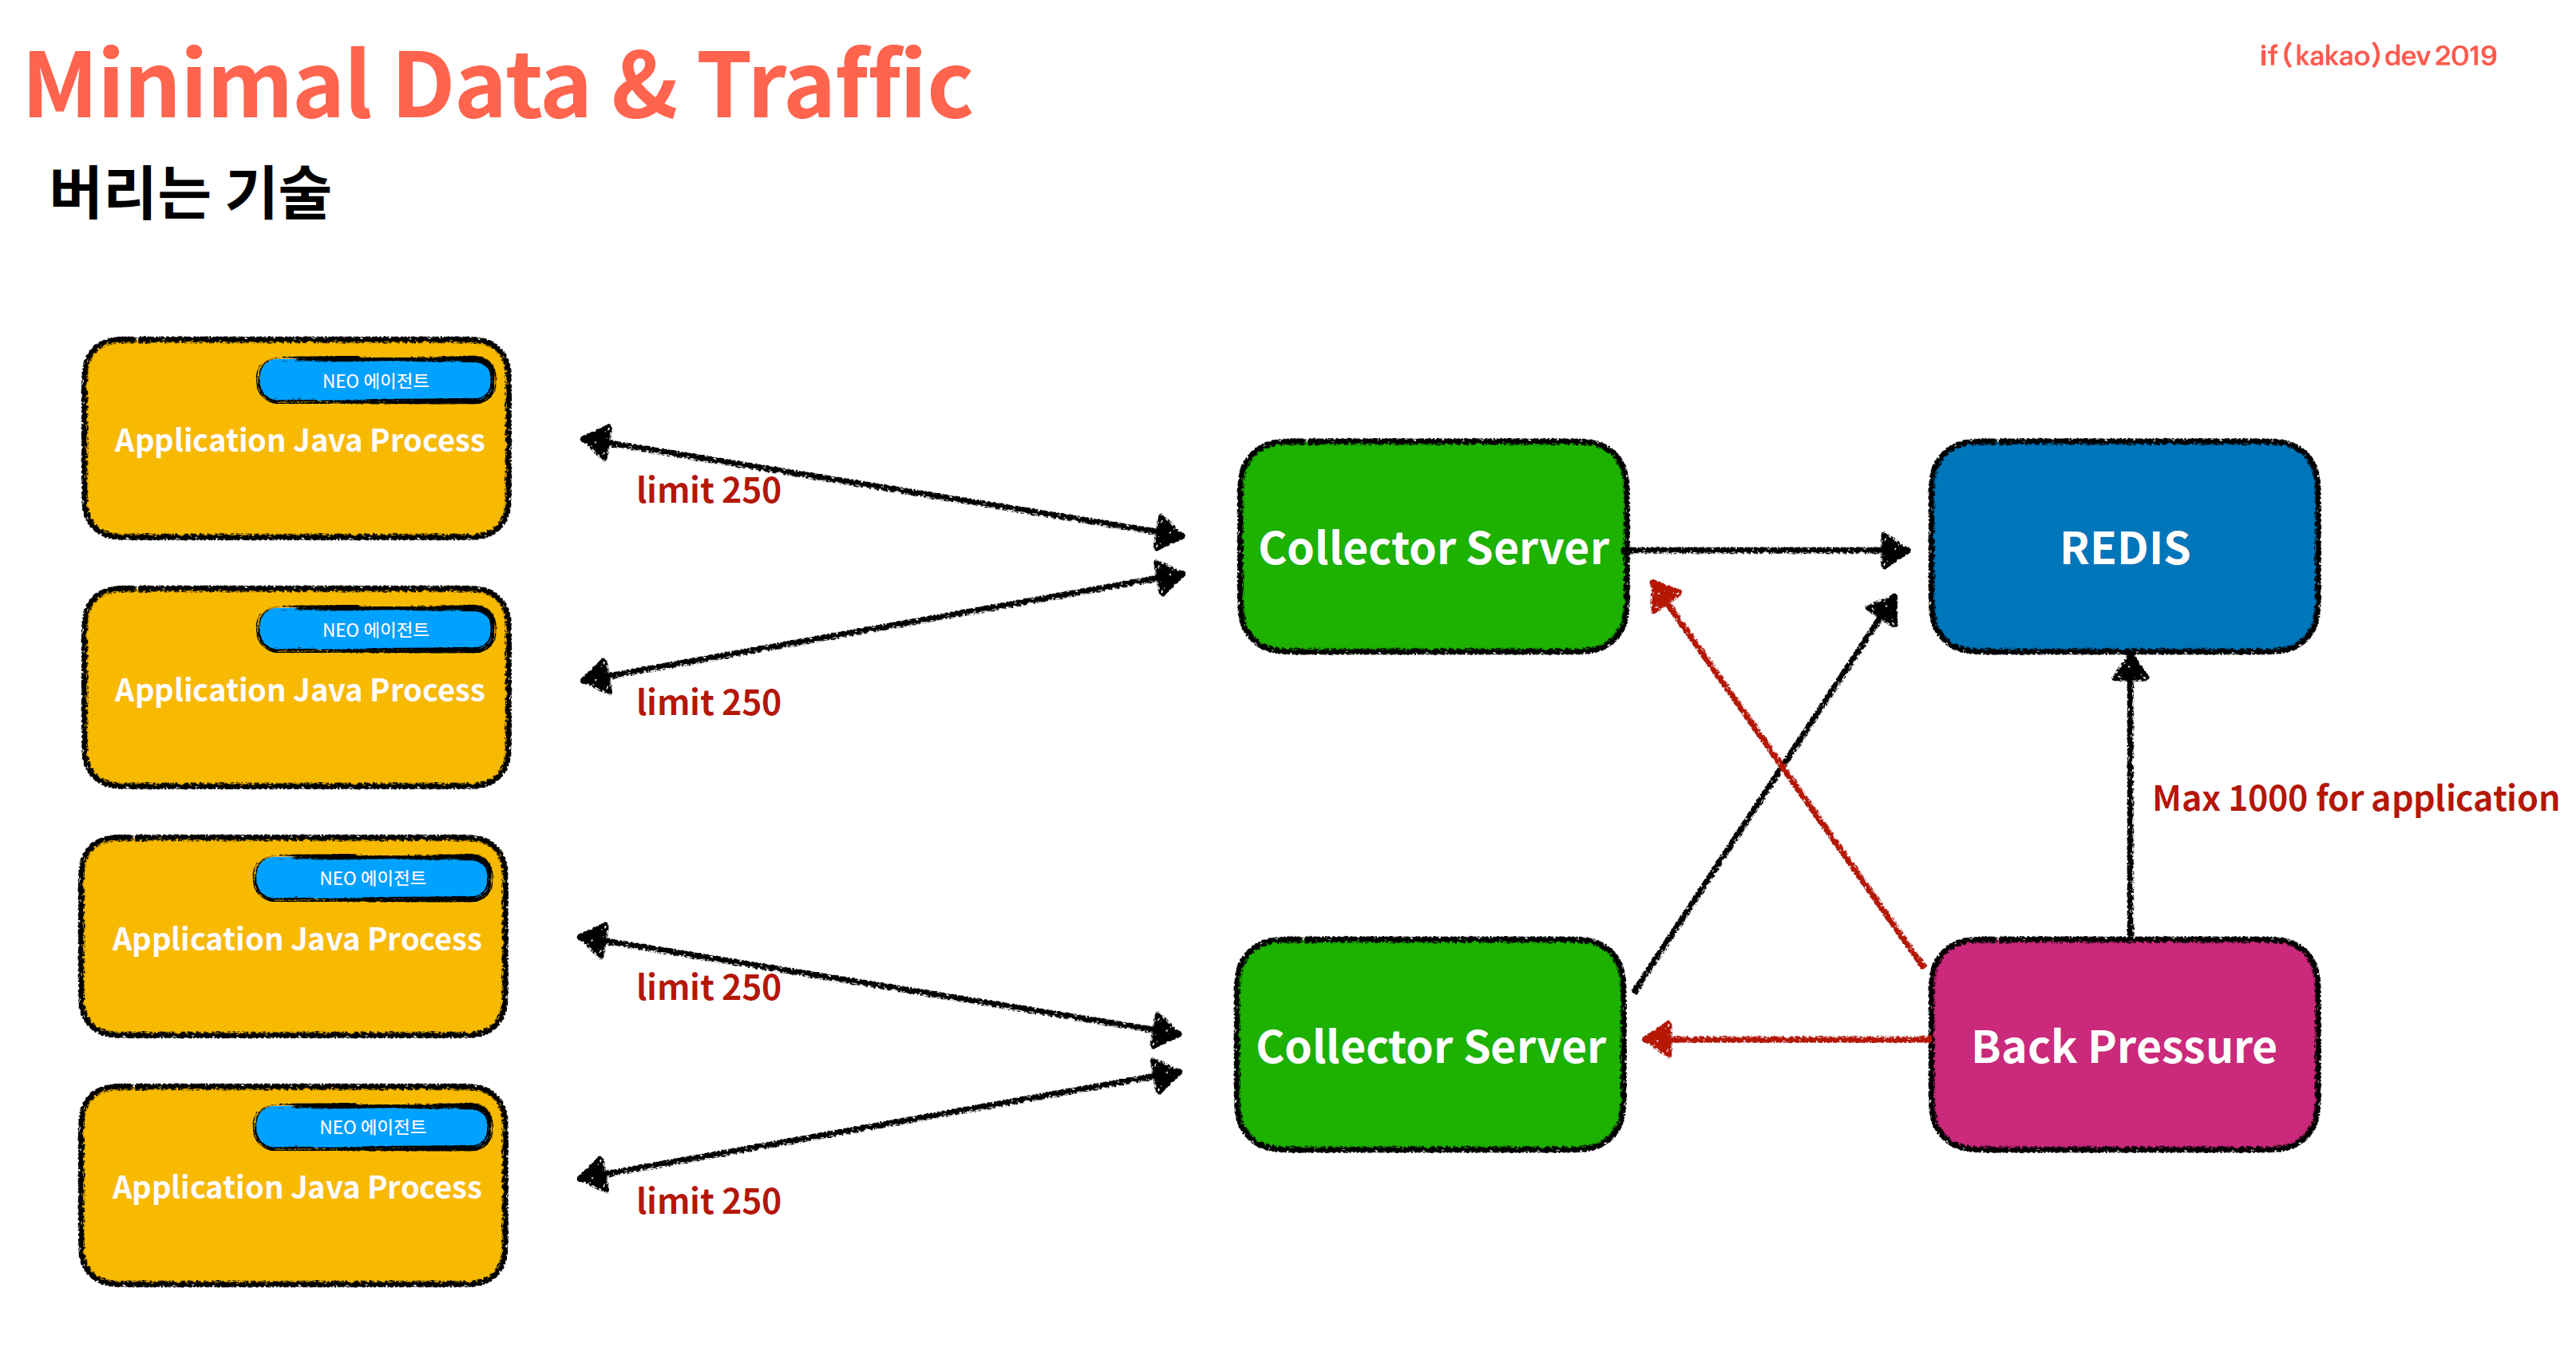 Minimal Data & Traffic
if (kakao) dev 2019
버리는 기술
NEO 에이전트
Application Java Process
limit 250
NEO 에이전트
Application Java Process
limit 250
NEO 에이전트
Application Java Process
limit 250
NEO 에이전트
Application Java Process
limit 250
Collector Server
REDIS
Max 1000 for application
Collector Server
Back Pressure